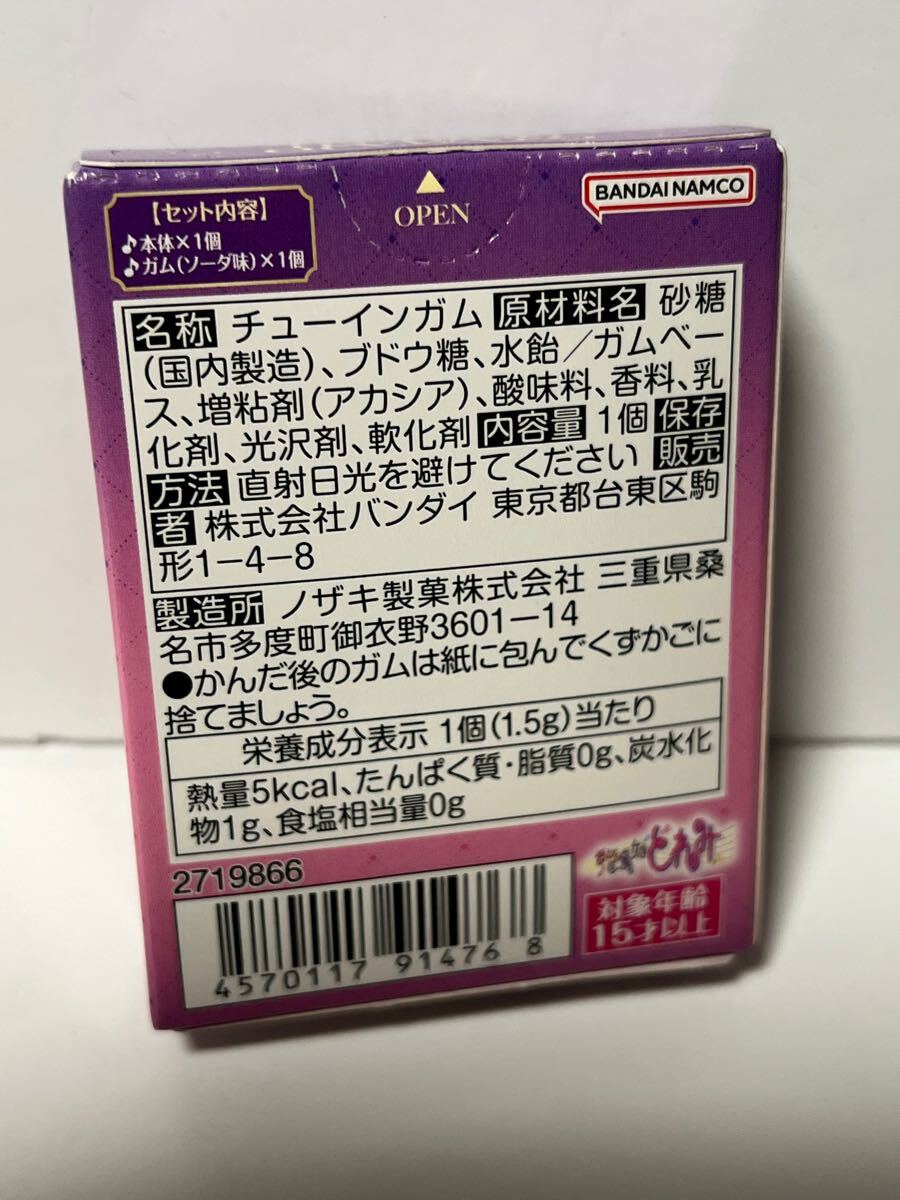 【セット内容】
♪本体×1個
♪ガム(ソーダ味)×1個
OPEN
BANDAI NAMCO
名称 チューインガム 原材料名 砂糖
(国内製造)、ブドウ糖、水飴/ガムベー
ス、増粘剤(アカシア)、酸味料、香料、乳
化剤、光沢剤、軟化剤 内容量 1個 保存
方法 直射日光を避けてください 販売
者 株式会社バンダイ 東京都台東区駒
形1-4-8
製造所 ノザキ製菓株式会社 三重県桑
名市多度町御衣野3601-14
●かんだ後のガムは紙に包んでくずかごに
捨てましょう。
栄養成分表示 1個(1.5g)当たり
熱量5kcal、たんぱく質・脂質0g、炭水化
物1g、食塩相当量0g
2719866
どれみ
対象年齢
15才以上
4570117 91476 8